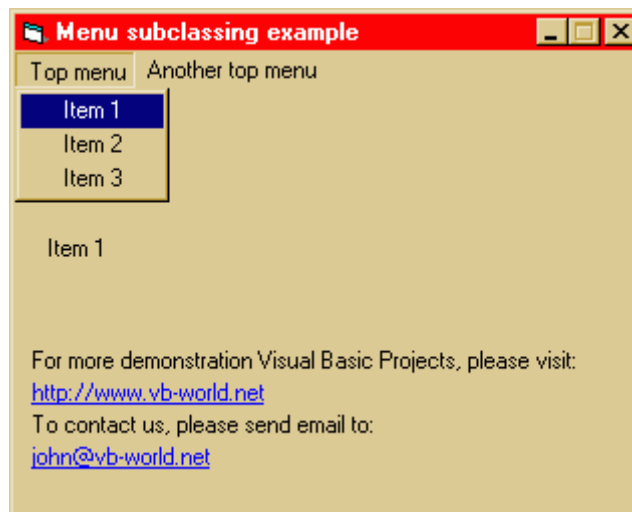 Menu subclassing example
Top menu Another top menu
Item 1
Item 2
Item 3
Item 1
For more demonstration Visual Basic Projects, please visit:
http://www.vb-world.net
To contact us, please send email to:
john@vb-world.net